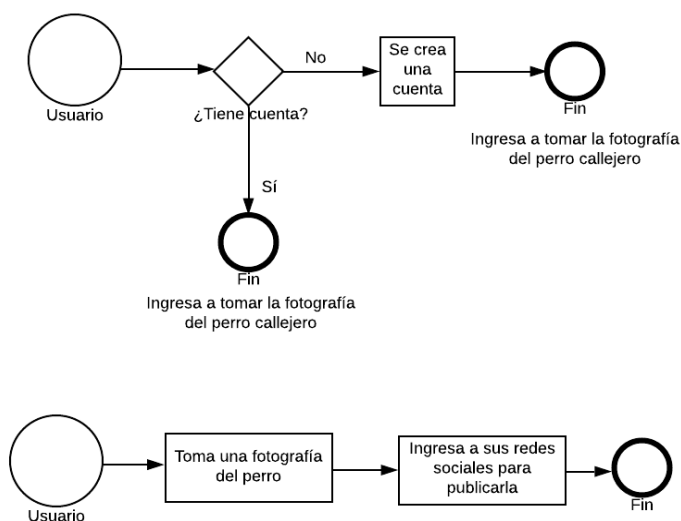 Usuario
¿Tiene cuenta?
No
Se crea
una
cuenta
Fin
Ingresa a tomar la fotografía
del perro callejero
Sí
Fin
Ingresa a tomar la fotografía
del perro callejero
Usuario
Toma una fotografía
del perro
Ingresa a sus redes
sociales para
publicarla
Fin